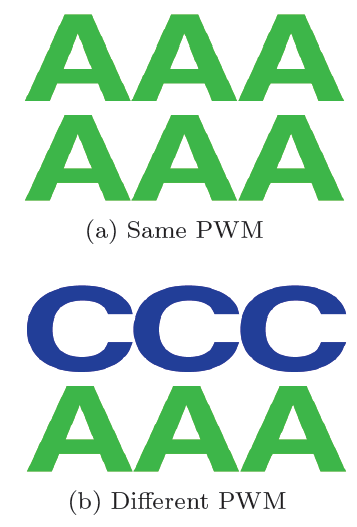 AAA
AAA
(a) Same PWM
CCC
AAA
(b) Different PWM